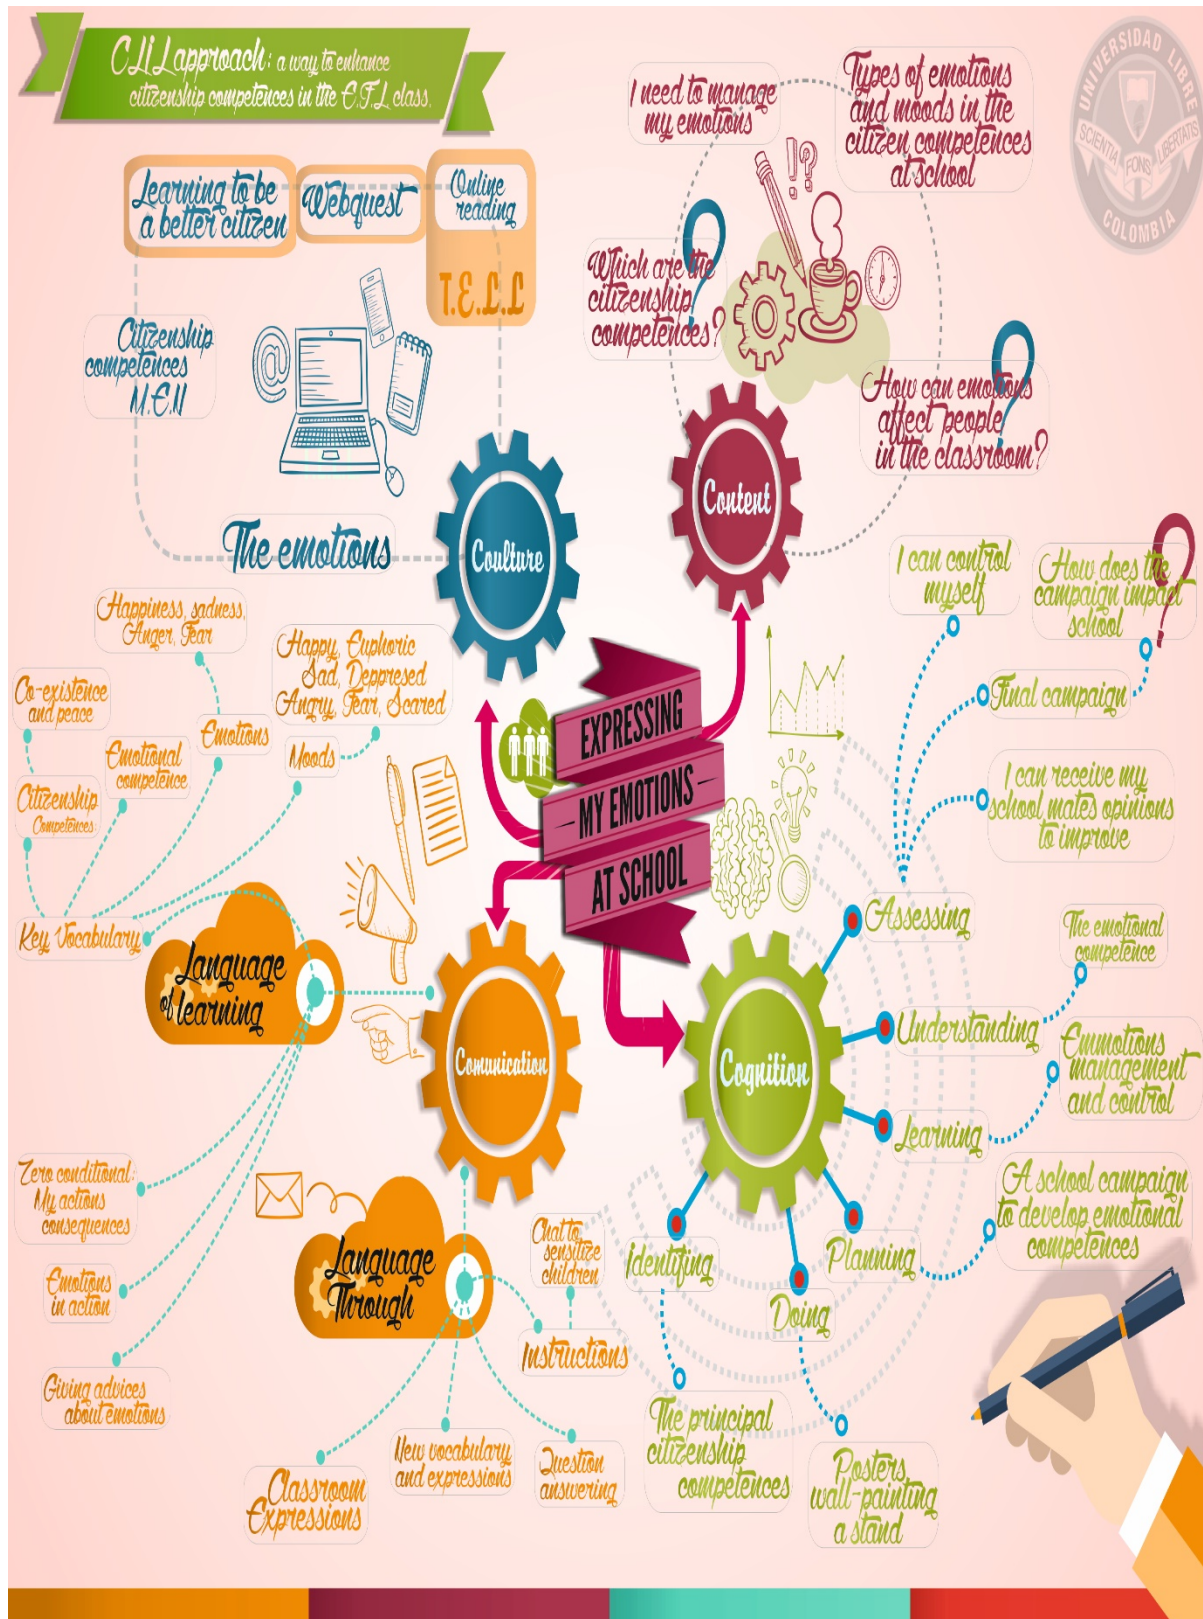 CLiL approach: a way to enhance
citizenship competences in the E.F.L class.
UNIVERSIDAD LIBRE
SCIENTIA
FONS
LIBERTATIS
COLOMBIA
I need to manage
my emotions
Types of emotions
and moods in the
citizen competences
at school
Learning to be
a better citizen
Webquest
Online
reading
T.E.L.L
!?
Which are the
citizenship
competences?
?
Citizenship
competences
M.E.N
@
How can emotions
affect people
in the classroom?
?
Content
The emotions
Coulture
I can control
myself
How does the
campaign impact
school
?
Happiness, sadness,
Anger, Fear
Happy, Euphoric
Sad, Deppresed
Angry, Fear, Scared
Co-existence
and peace
Emotions
Moods
Emotional
competence
Citizenship
Competences
EXPRESSING
- MY EMOTIONS -
AT SCHOOL
Final campaign
I can receive my
school mates opinions
to improve
Key Vocabulary
Language
of learning
Assessing
The emotional
competence
Understanding
Comunication
Cognition
Emmotions
management
and control
Learning
Zero conditional:
My actions
consequences
A school campaign
to develop emotional
competences
Planning
Chat to
sensitize
children
Identifing
Emotions
in action
Language
Through
Doing
Instructions
Giving advices
about emotions
The principal
citizenship
competences
New vocabulary
and expressions
Question
answering
Classroom
Expressions
Posters,
wall-painting
a stand